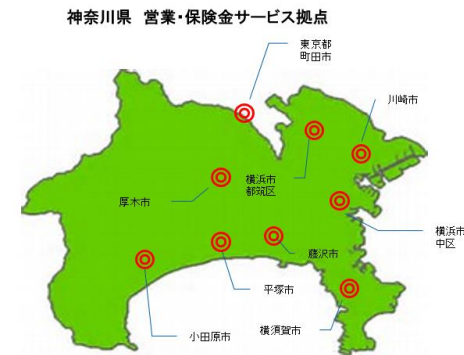 神奈川県 営業・保険金サービス拠点
東京都
町田市
川崎市
横浜市
都筑区
厚木市
横浜市
中区
藤沢市
平塚市
横須賀市
小田原市